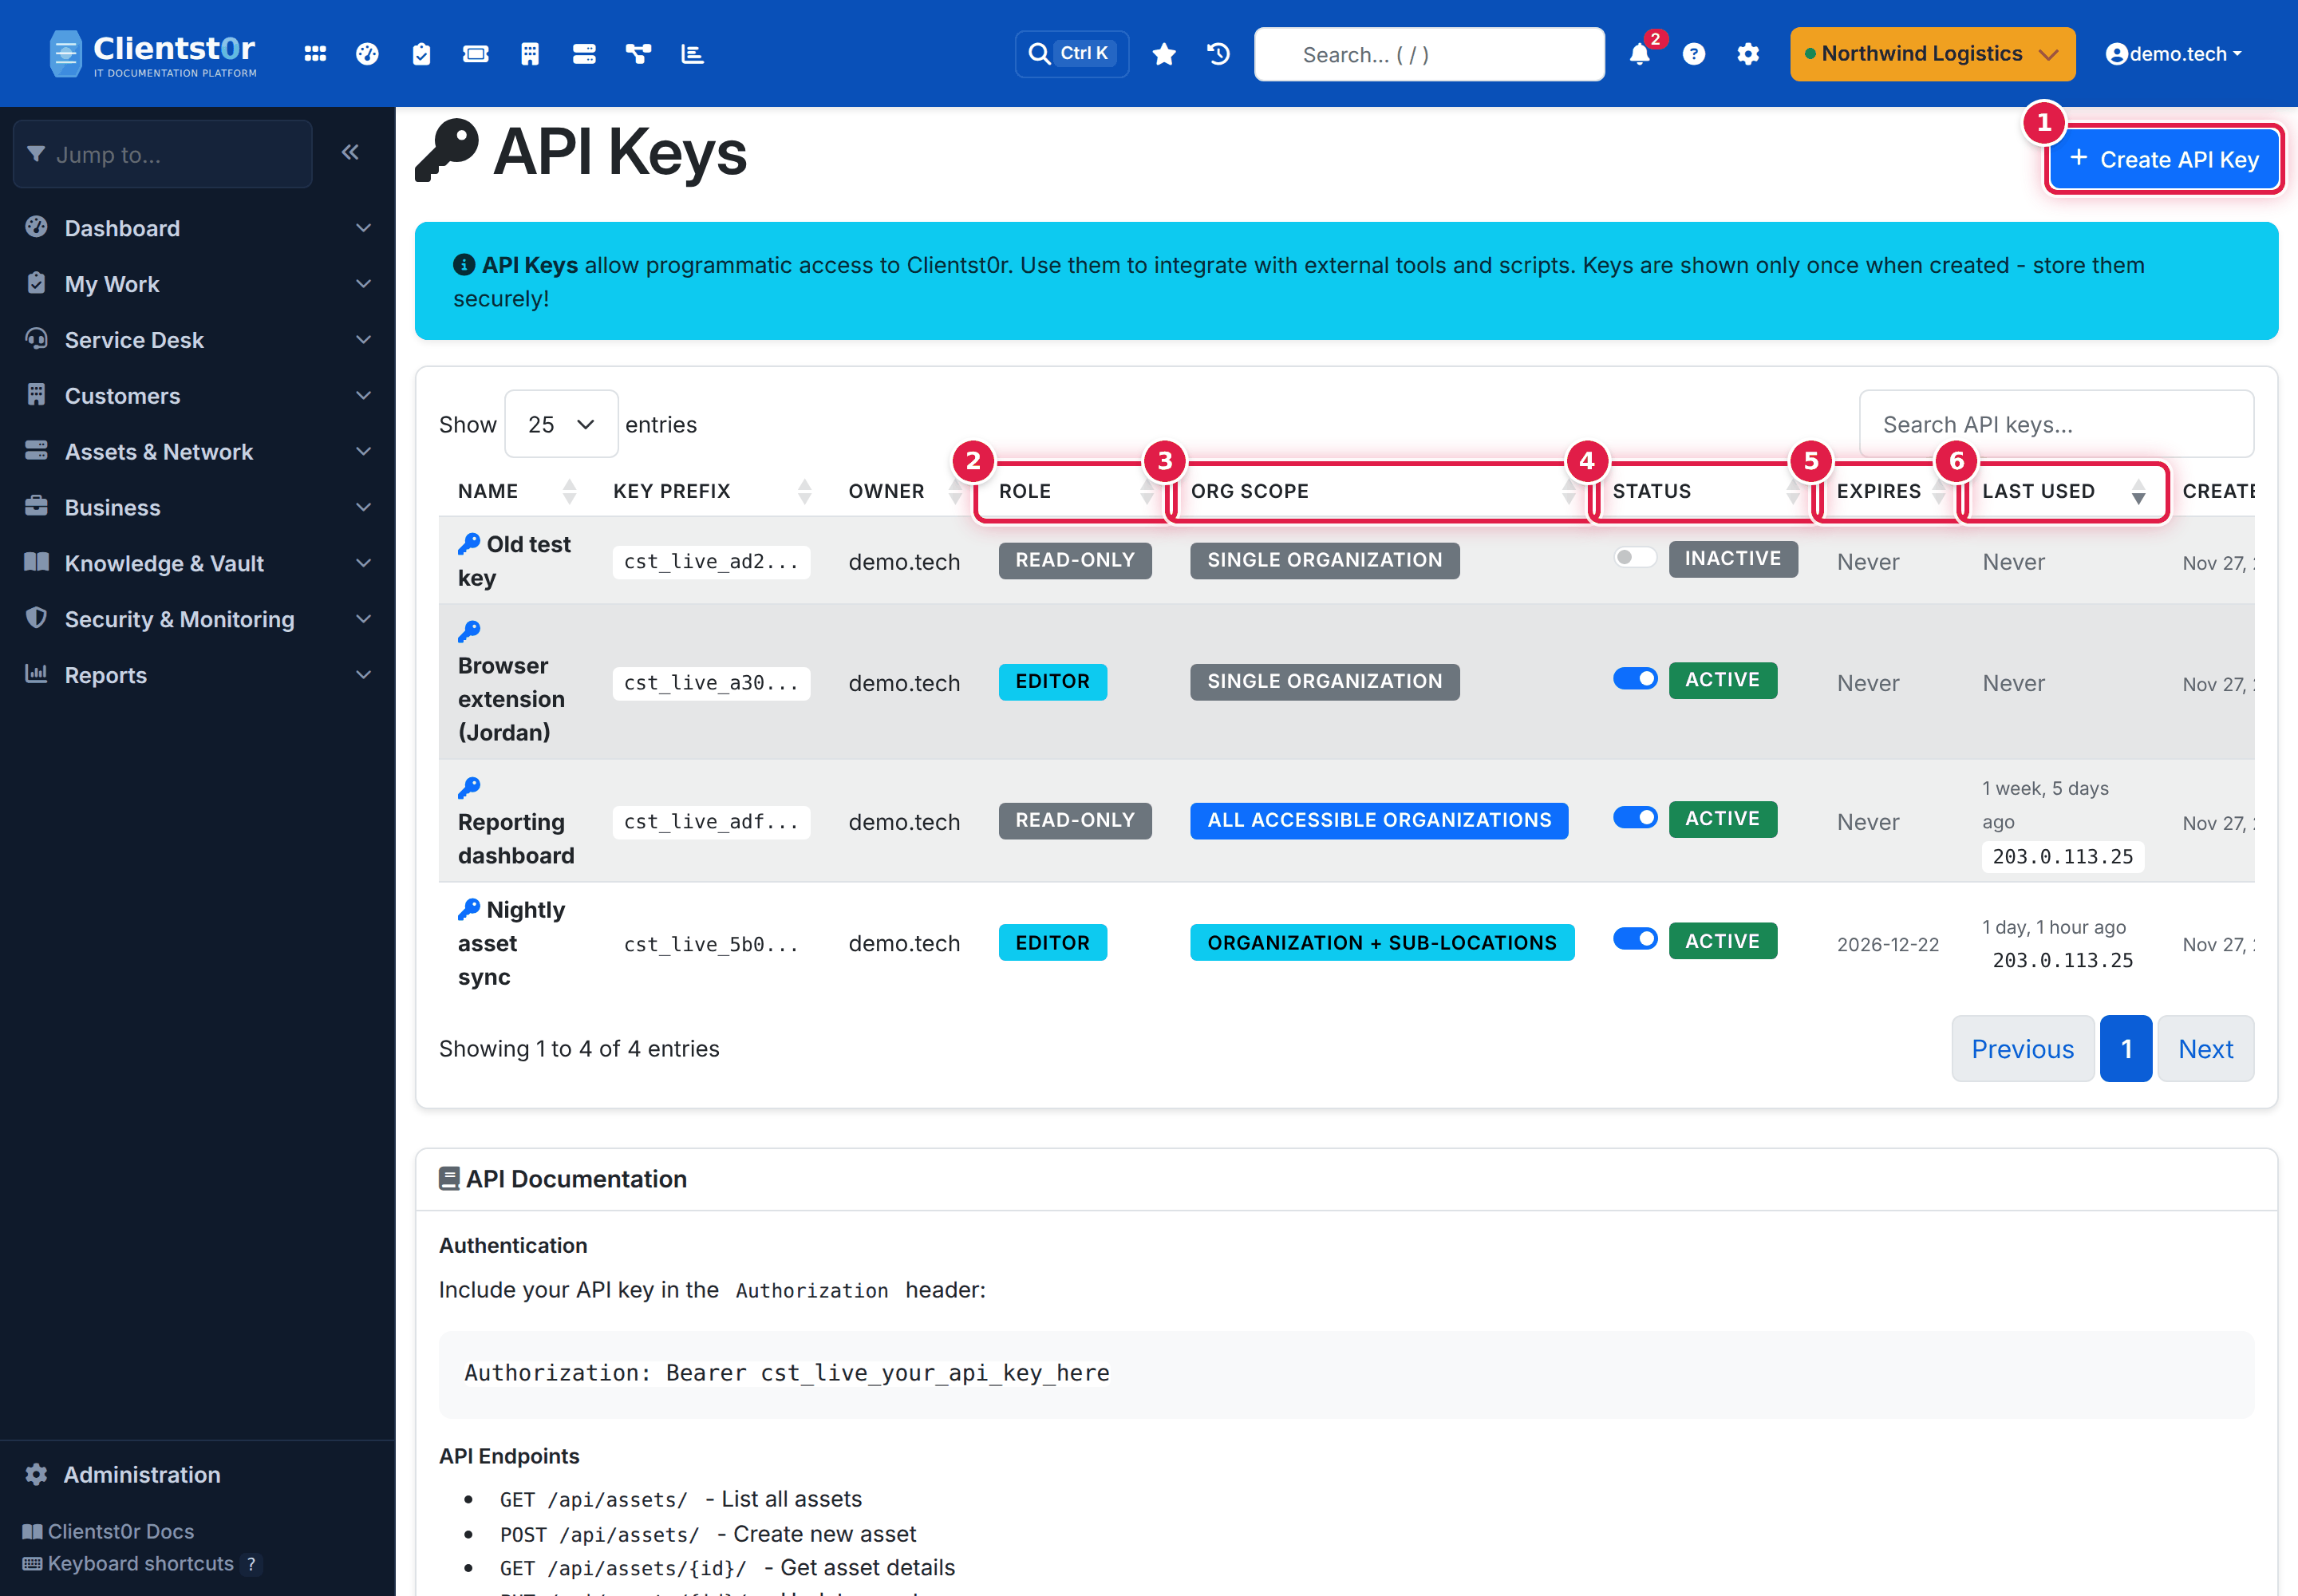 Clientst0r
IT DOCUMENTATION PLATFORM
Ctrl K
Search... ( / )
2
Northwind Logistics
demo.tech
Jump to...
Dashboard
My Work
Service Desk
Customers
Assets & Network
Business
Knowledge & Vault
Security & Monitoring
Reports
Administration
Clientst0r Docs
Keyboard shortcuts ?
API Keys
1
+ Create API Key
API Keys allow programmatic access to Clientst0r. Use them to integrate with external tools and scripts. Keys are shown only once when created - store them
securely!
Show 25 entries
Search API keys...
2 3 4 5 6
NAME KEY PREFIX OWNER ROLE ORG SCOPE STATUS EXPIRES LAST USED CREATE
Old test
key
cst_live_ad2... demo.tech READ-ONLY SINGLE ORGANIZATION INACTIVE Never Never Nov 27,
Browser
extension
(Jordan)
cst_live_a30... demo.tech EDITOR SINGLE ORGANIZATION ACTIVE Never Never Nov 27,
Reporting
dashboard
cst_live_adf... demo.tech READ-ONLY ALL ACCESSIBLE ORGANIZATIONS ACTIVE Never
1 week, 5 days
ago
203.0.113.25
Nov 27,
Nightly
asset
sync
cst_live_5b0... demo.tech EDITOR ORGANIZATION + SUB-LOCATIONS ACTIVE 2026-12-22
1 day, 1 hour ago
203.0.113.25
Nov 27,
Showing 1 to 4 of 4 entries
Previous 1 Next
API Documentation
Authentication
Include your API key in the Authorization header:
Authorization: Bearer cst_live_your_api_key_here
API Endpoints
• GET /api/assets/ - List all assets
• POST /api/assets/ - Create new asset
• GET /api/assets/{id}/ - Get asset details